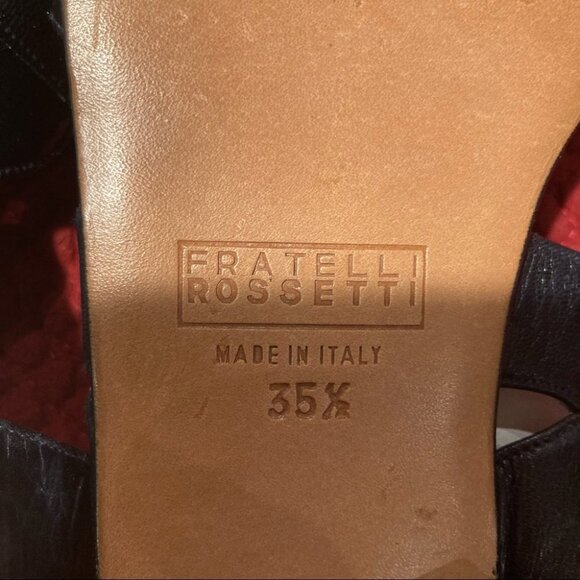 FRATELLI
ROSSETTI
MADE IN ITALY
35½